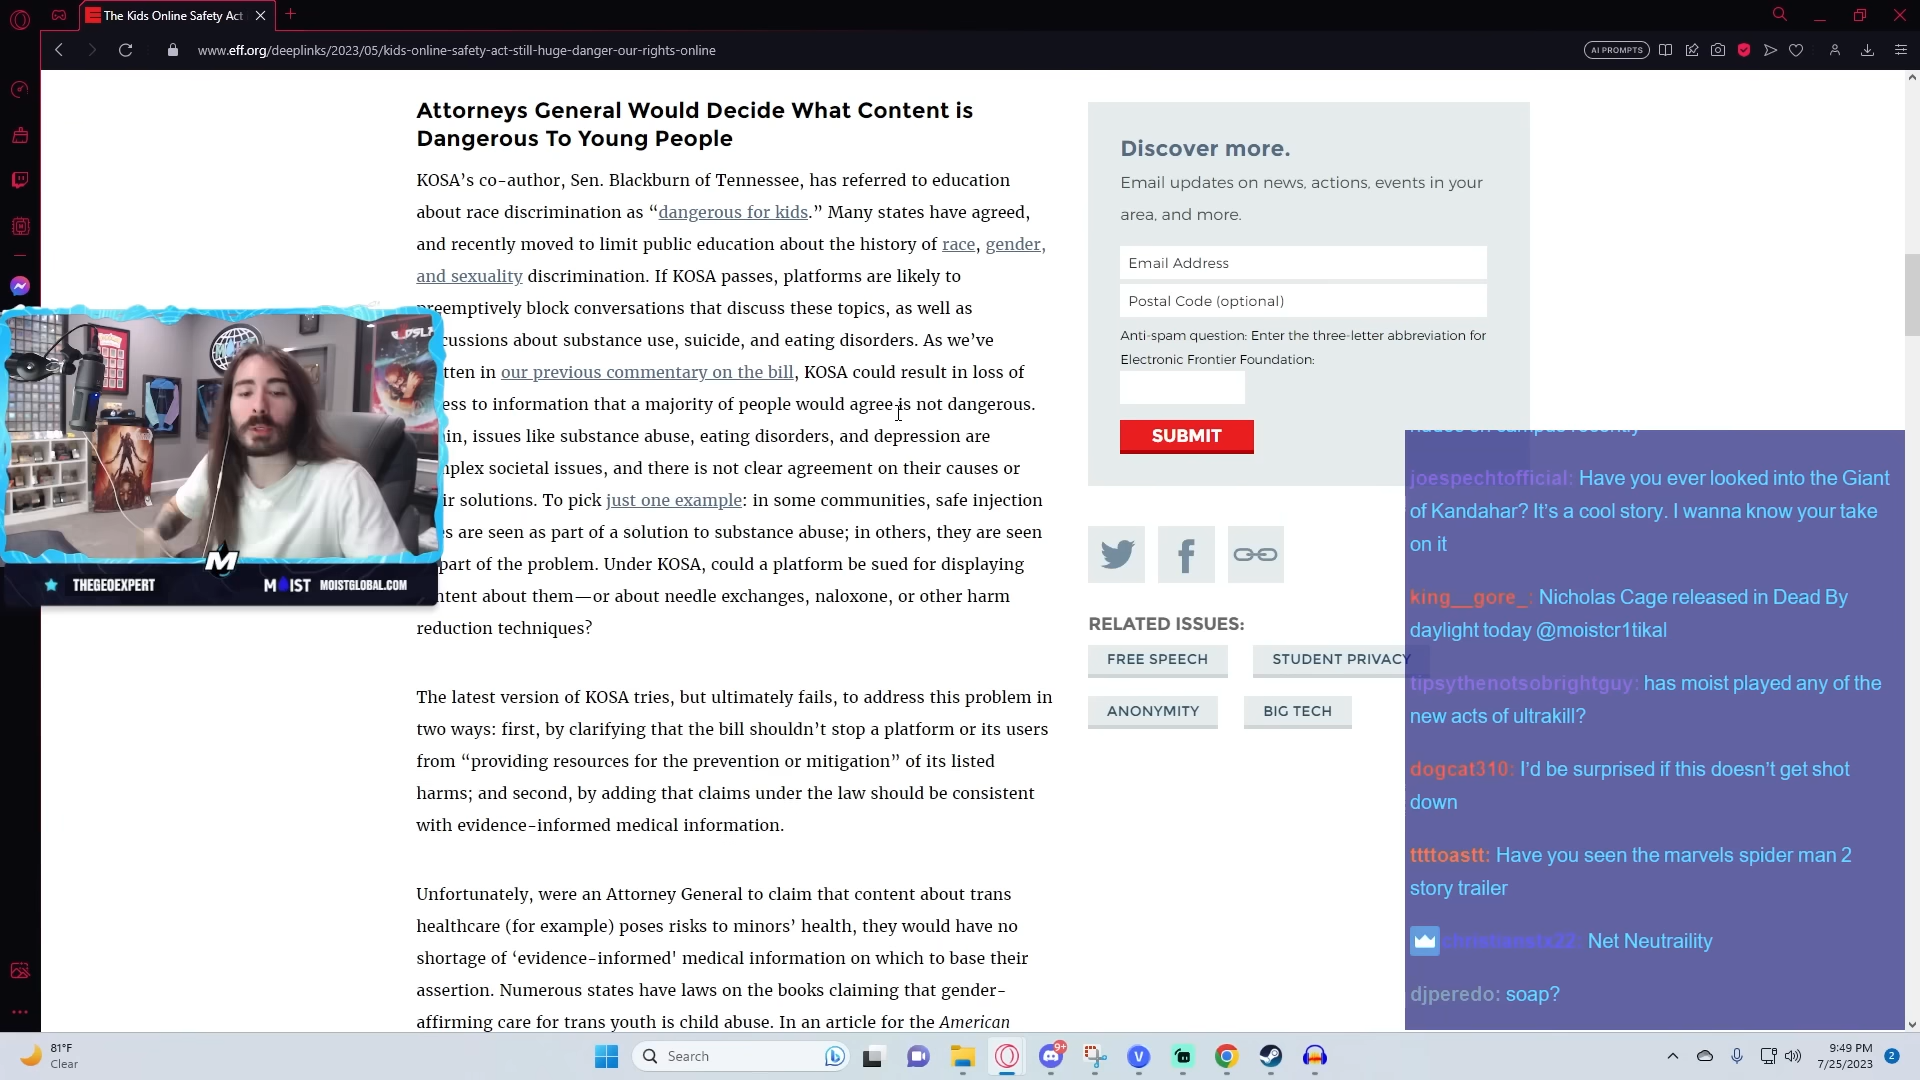 The Kids Online Safety Act
www.eff.org/deeplinks/2023/05/kids-online-safety-act-still-huge-danger-our-rights-online
AI PROMPTS
Attorneys General Would Decide What Content is
Dangerous To Young People
KOSA’s co-author, Sen. Blackburn of Tennessee, has referred to education
about race discrimination as “dangerous for kids.” Many states have agreed,
and recently moved to limit public education about the history of race, gender,
and sexuality discrimination. If KOSA passes, platforms are likely to
preemptively block conversations that discuss these topics, as well as
cussions about substance use, suicide, and eating disorders. As we’ve
tten in our previous commentary on the bill, KOSA could result in loss of
ess to information that a majority of people would agree is not dangerous.
in, issues like substance abuse, eating disorders, and depression are
mplex societal issues, and there is not clear agreement on their causes or
ir solutions. To pick just one example: in some communities, safe injection
es are seen as part of a solution to substance abuse; in others, they are seen
part of the problem. Under KOSA, could a platform be sued for displaying
ntent about them—or about needle exchanges, naloxone, or other harm
reduction techniques?
The latest version of KOSA tries, but ultimately fails, to address this problem in
two ways: first, by clarifying that the bill shouldn’t stop a platform or its users
from “providing resources for the prevention or mitigation” of its listed
harms; and second, by adding that claims under the law should be consistent
with evidence-informed medical information.
Unfortunately, were an Attorney General to claim that content about trans
healthcare (for example) poses risks to minors’ health, they would have no
shortage of ‘evidence-informed' medical information on which to base their
assertion. Numerous states have laws on the books claiming that gender-
affirming care for trans youth is child abuse. In an article for the American
Discover more.
Email updates on news, actions, events in your
area, and more.
Email Address
Postal Code (optional)
Anti-spam question: Enter the three-letter abbreviation for
Electronic Frontier Foundation:
SUBMIT
RELATED ISSUES:
FREE SPEECH
STUDENT PRIVACY
ANONYMITY
BIG TECH
M
THEGEOEXPERT
MOIST
MOISTGLOBAL.COM
joespechtofficial: Have you ever looked into the Giant
of Kandahar? It’s a cool story. I wanna know your take
on it
king__gore_: Nicholas Cage released in Dead By
daylight today @moistcr1tikal
tipsythenotsobrightguy: has moist played any of the
new acts of ultrakill?
dogcat310: I’d be surprised if this doesn’t get shot
down
ttttoastt: Have you seen the marvels spider man 2
story trailer
Net Neutraility
djperedo: soap?
81°F
Clear
Search
9+
9:49 PM
7/25/2023
2